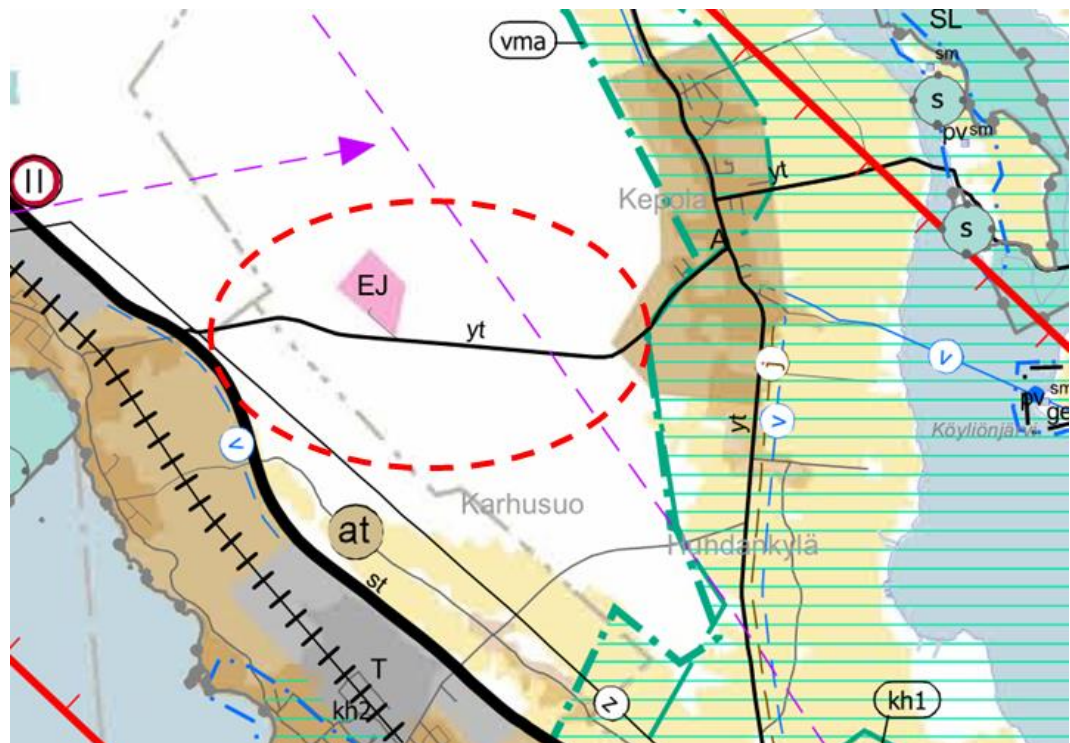 vma
SL
sm
s
pv sm
II
yt
Kepola
s
A
EJ
yt
j
v
pv sm
ge
yt
v
Köyliönjärvi
v
Karhusuo
at
Huhdankylä
st
T
z
kh1
kh2